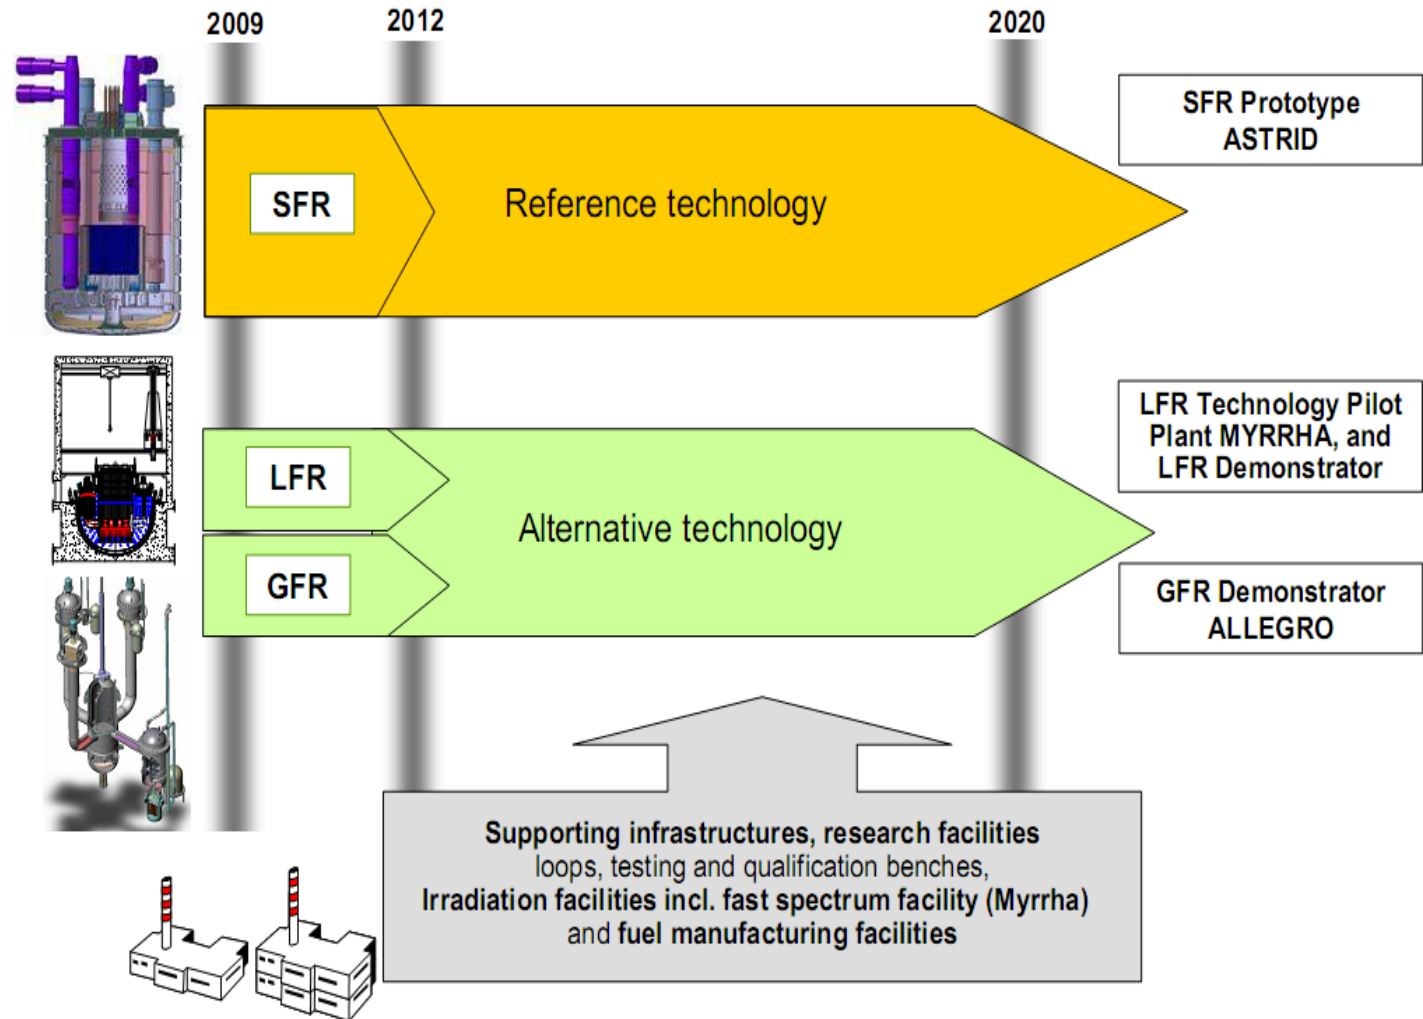 2009
2012
2020
SFR Prototype
ASTRID
SFR
Reference technology
LFR Technology Pilot
Plant MYRRHA, and
LFR Demonstrator
LFR
Alternative technology
GFR
GFR Demonstrator
ALLEGRO
Supporting infrastructures, research facilities
loops, testing and qualification benches,
Irradiation facilities incl. fast spectrum facility (Myrrha)
and fuel manufacturing facilities